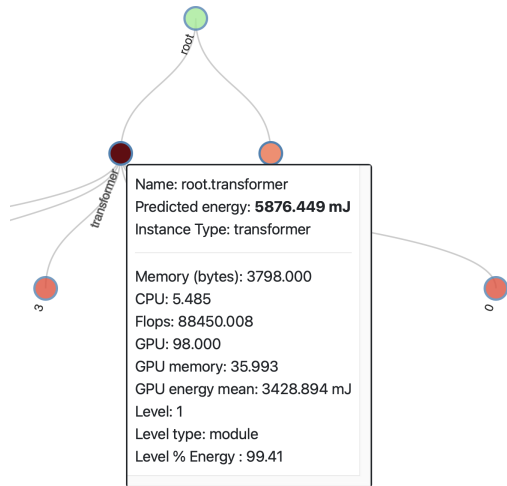 root
transformer
Name: root.transformer
Predicted energy: 5876.449 mJ
Instance Type: transformer
Memory (bytes): 3798.000
CPU: 5.485
Flops: 88450.008
GPU: 98.000
GPU memory: 35.993
GPU energy mean: 3428.894 mJ
Level: 1
Level type: module
Level % Energy : 99.41
3
0